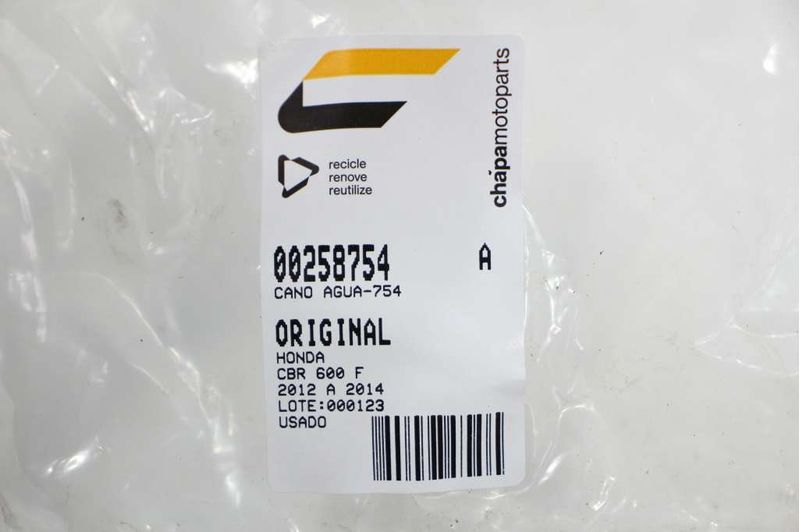 chapamotoparts
recicle
renove
reutilize
00258754 A
CANO AGUA-754
ORIGINAL
HONDA
CBR 600 F
2012 A 2014
LOTE:000123
USADO